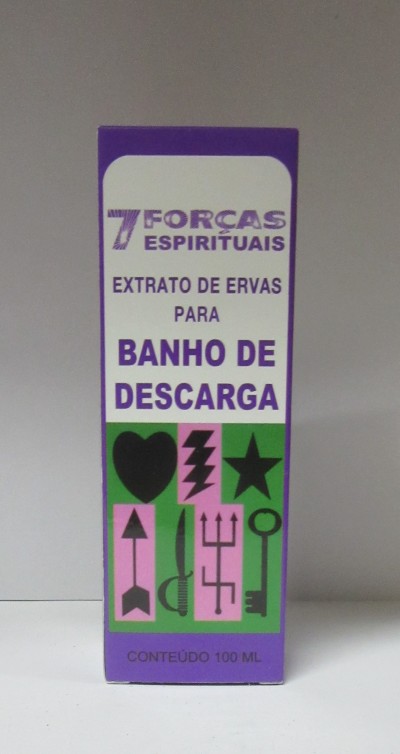 7 FORÇAS
ESPIRITUAIS
EXTRATO DE ERVAS
PARA
BANHO DE
DESCARGA
CONTEÚDO 100 ML